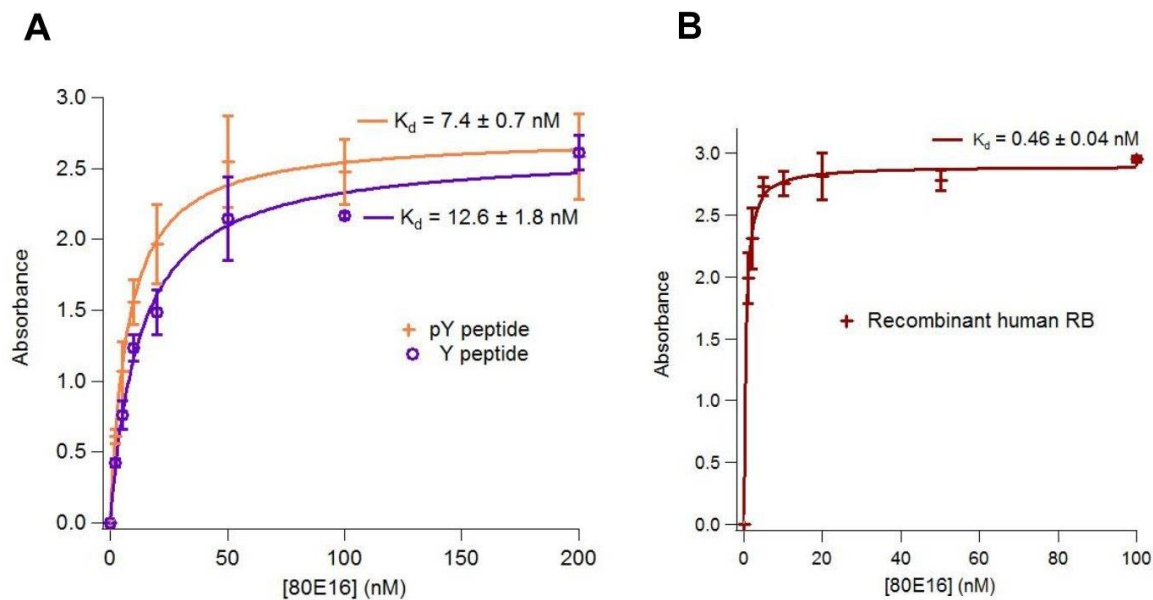 A
3.0
2.5
2.0
1.5
1.0
0.5
0.0
Absorbance
Kd = 7.4 ± 0.7 nM
Kd = 12.6 ± 1.8 nM
pY peptide
Y peptide
0 50 100 150 200
[80E16] (nM)
B
3.0
2.5
2.0
1.5
1.0
0.5
0.0
Absorbance
Kd = 0.46 ± 0.04 nM
Recombinant human RB
0 20 40 60 80 100
[80E16] (nM)